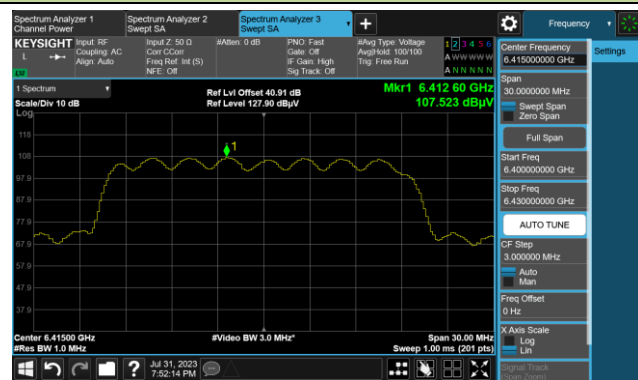 Spectrum Analyzer 1
Channel Power
Spectrum Analyzer 2
Swept SA
Spectrum Analyzer 3
Swept SA
Frequency
KEYSIGHT
L
LXI
Input: RF
Coupling: AC
Align: Auto
Input Z: 50 Ω
Corr CCorr
Freq Ref: Int (S)
NFE: Off
#Atten: 0 dB
PNO: Fast
Gate: Off
IF Gain: High
Sig Track: Off
#Avg Type: Voltage
Avg|Hold: 100/100
Trig: Free Run
1 2 3 4 5 6
A W W W W W
A N N N N N
1 Spectrum
Scale/Div 10 dB
Log
Ref Lvl Offset 40.91 dB
Ref Level 127.90 dBµV
Mkr1 6.412 60 GHz
107.523 dBµV
118
108
97.9
87.9
77.9
67.9
57.9
47.9
37.9
1
Center 6.41500 GHz
#Res BW 1.0 MHz
#Video BW 3.0 MHz*
Span 30.00 MHz
Sweep 1.00 ms (201 pts)
Jul 31, 2023
7:52:14 PM
Center Frequency
6.415000000 GHz
Settings
Span
30.0000000 MHz
Swept Span
Zero Span
Full Span
Start Freq
6.400000000 GHz
Stop Freq
6.430000000 GHz
AUTO TUNE
CF Step
3.000000 MHz
Auto
Man
Freq Offset
0 Hz
X Axis Scale
Log
Lin
Signal Track
(Span Zoom)